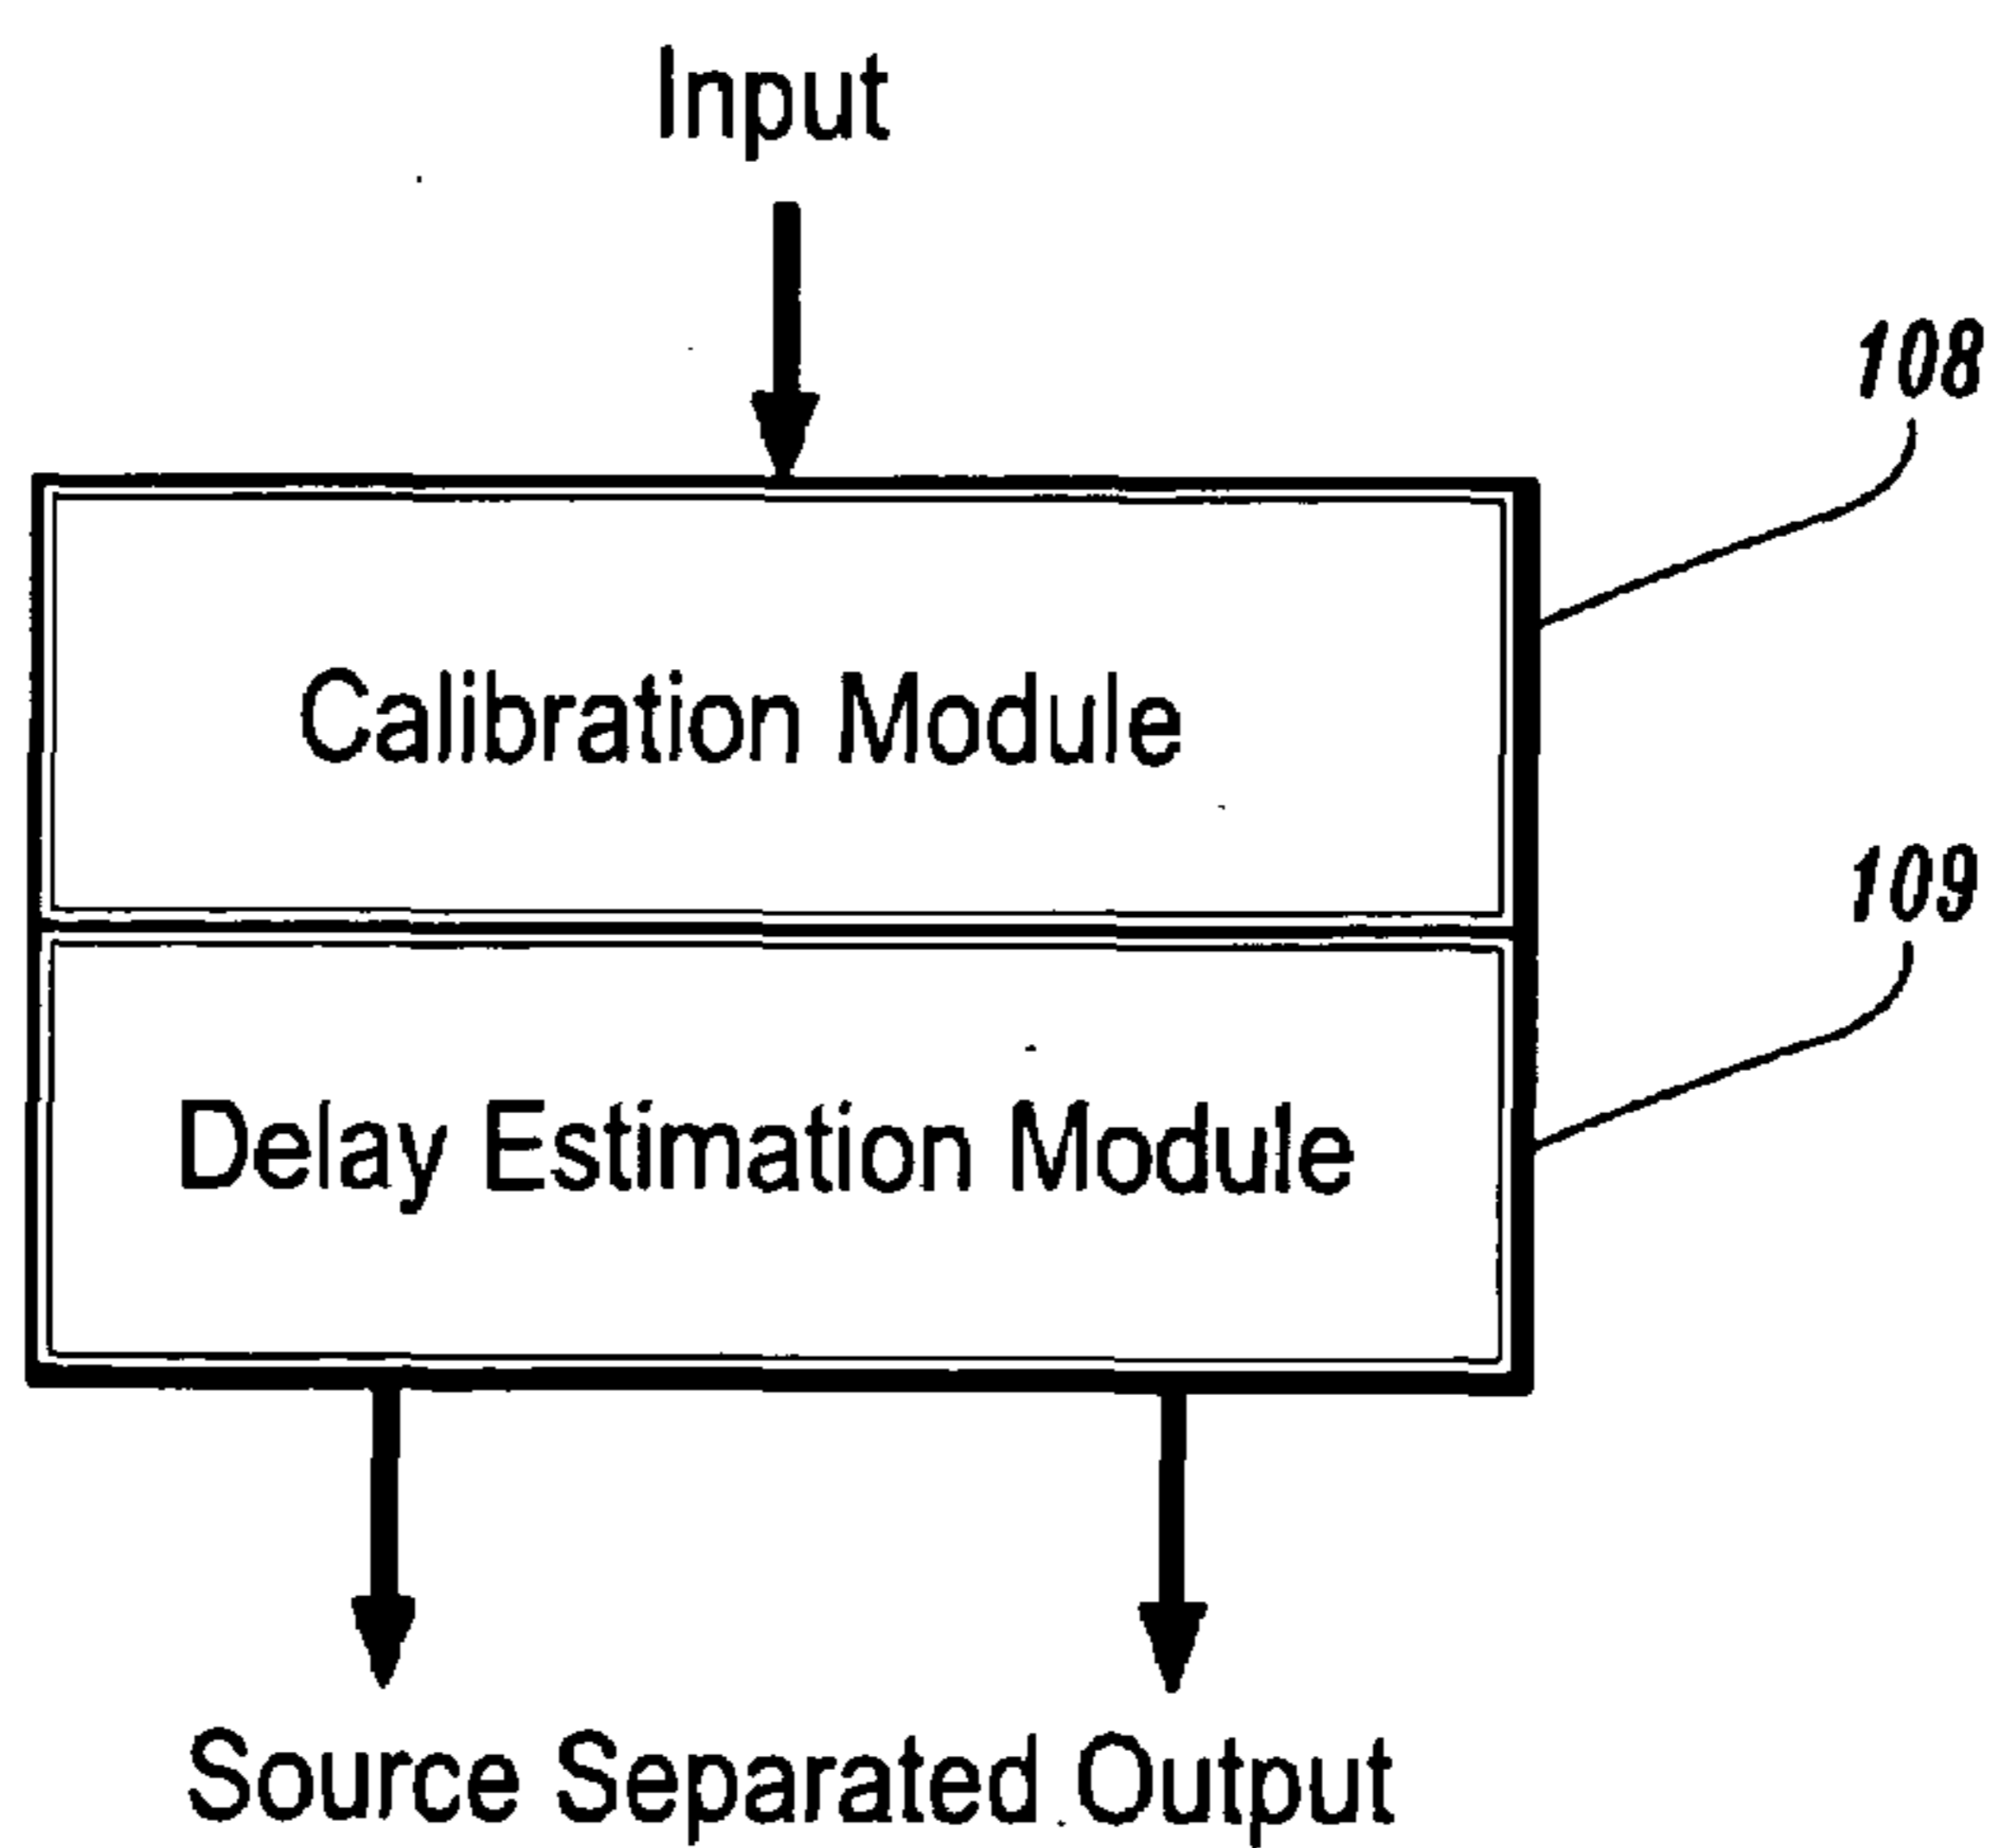 Input
108
Calibration Module
109
Delay Estimation Module
Source Separated Output